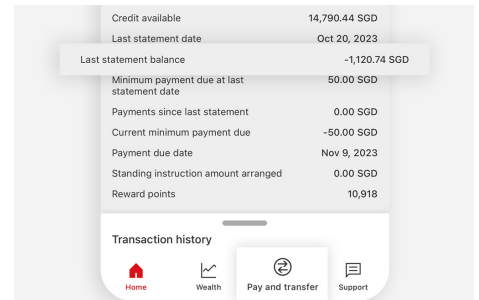 Credit available 14,790.44 SGD
Last statement date Oct 20, 2023
Last statement balance -1,120.74 SGD
Minimum payment due at last 50.00 SGD
statement date
Payments since last statement 0.00 SGD
Current minimum payment due -50.00 SGD
Payment due date Nov 9, 2023
Standing instruction amount arranged 0.00 SGD
Reward points 10,918
Transaction history
Home Wealth Pay and transfer Support